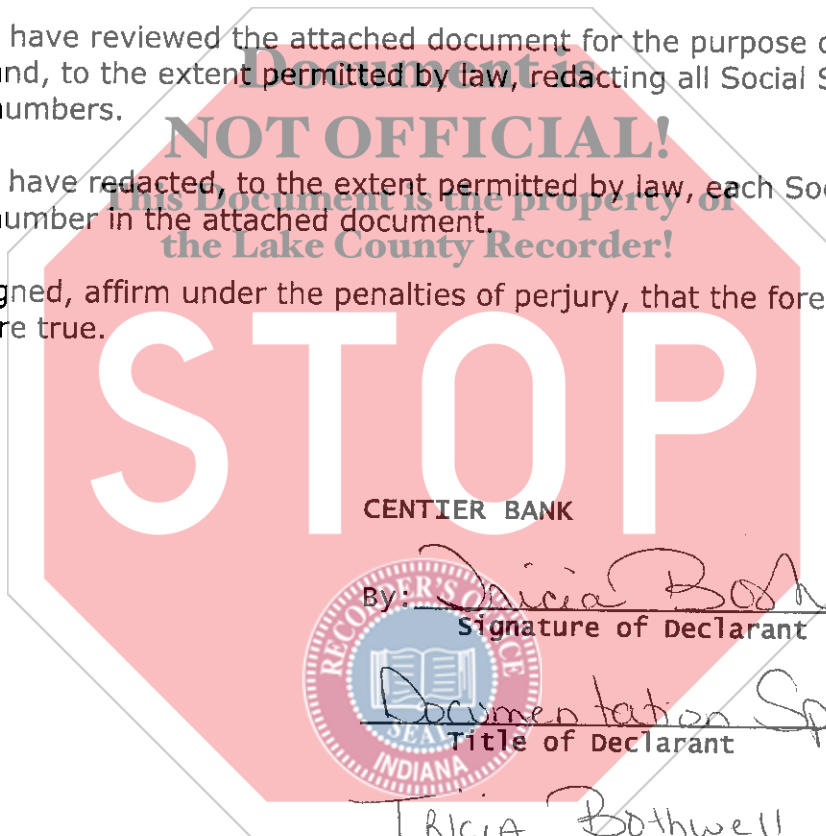 have reviewed the attached document for the purpose o
Document is
nd, to the extent permitted by law, redacting all Social S
umbers.
NOT OFFICIAL!
have redacted, to the extent permitted by law, each So
This Document is the property of
umber in the attached document.
the Lake County Recorder!
gned, affirm under the penalties of perjury, that the fore
re true.
STOP
CENTIER BANK
By: Tricia Both
Signature of Declarant
Documentation Sp
Title of Declarant
RECORDER'S OFFICE
SEAL
INDIANA
TRICIA Bothwell